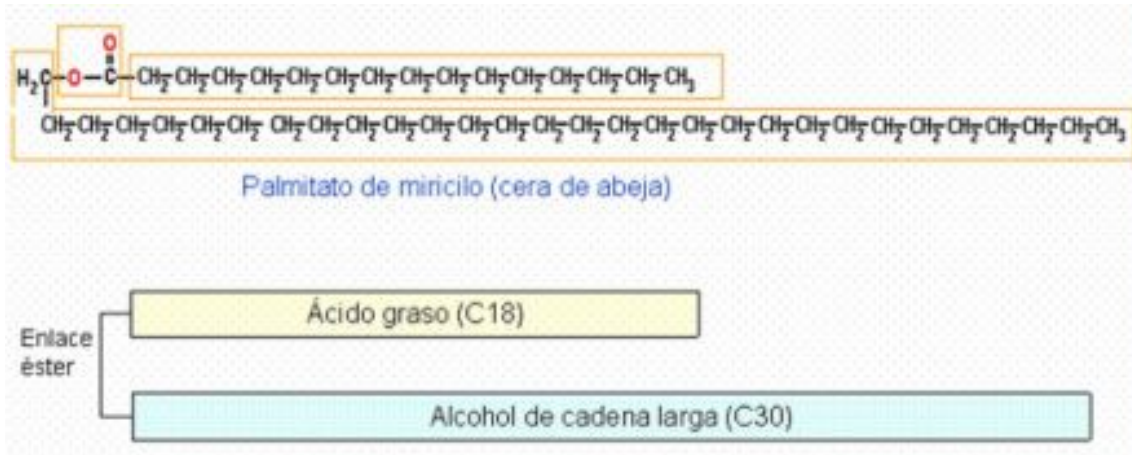 O
H₂C-O-C-CH₂-CH₂-CH₂-CH₂-CH₂-CH₂-CH₂-CH₂-CH₂-CH₂-CH₂-CH₂-CH₂-CH₂-CH₃
CH₂-CH₂-CH₂-CH₂-CH₂-CH₂ CH₂-CH₂-CH₂-CH₂-CH₂-CH₂-CH₂-CH₂-CH₂-CH₂-CH₂-CH₂-CH₂-CH₂-CH₂-CH₂-CH₂-CH₂-CH₂-CH₂-CH₂-CH₂-CH₃
Palmitato de miricilo (cera de abeja)
Ácido graso (C18)
Enlace
éster
Alcohol de cadena larga (C30)